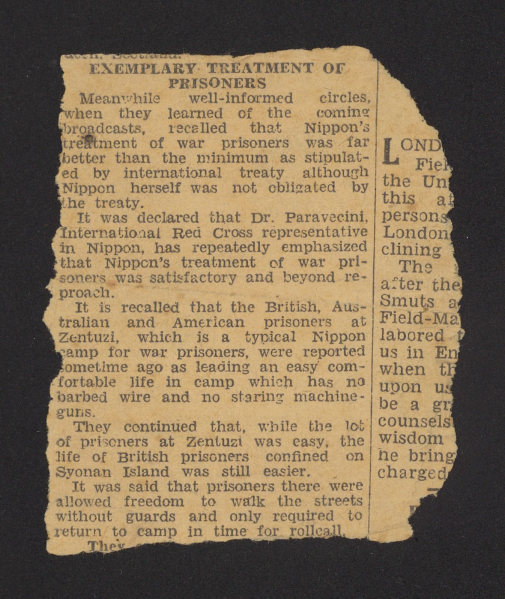 dern, Scotland.
EXEMPLARY TREATMENT OF
PRISONERS
Meanwhile well-informed circles,
when they learned of the coming
broadcasts, recalled that Nippon's
treatment of war prisoners was far
better than the minimum as stipulat-
ed by international treaty although
Nippon herself was not obligated by
the treaty.
It was declared that Dr. Paravecini,
International Red Cross representative
in Nippon, has repeatedly emphasized
that Nippon's treatment of war pri-
soners was satisfactory and beyond re-
proach.
It is recalled that the British, Aus-
tralian and American prisoners at
Zentuzi, which is a typical Nippon
camp for war prisoners, were reported
sometime ago as leading an easy com-
fortable life in camp which has no
barbed wire and no staring machine-
guns.
They continued that, while the lot
of prisoners at Zentuzi was easy, the
life of British prisoners confined on
Syonan Island was still easier.
It was said that prisoners there were
allowed freedom to walk the streets
without guards and only required to
return to camp in time for rollcall.
They
LOND
Fiel
the Un
this a
persons
London
clining
The
after the
Smuts a
Field-Ma
labored t
us in En
when th
upon us
be a gr
counsels
wisdom
he bring
charged